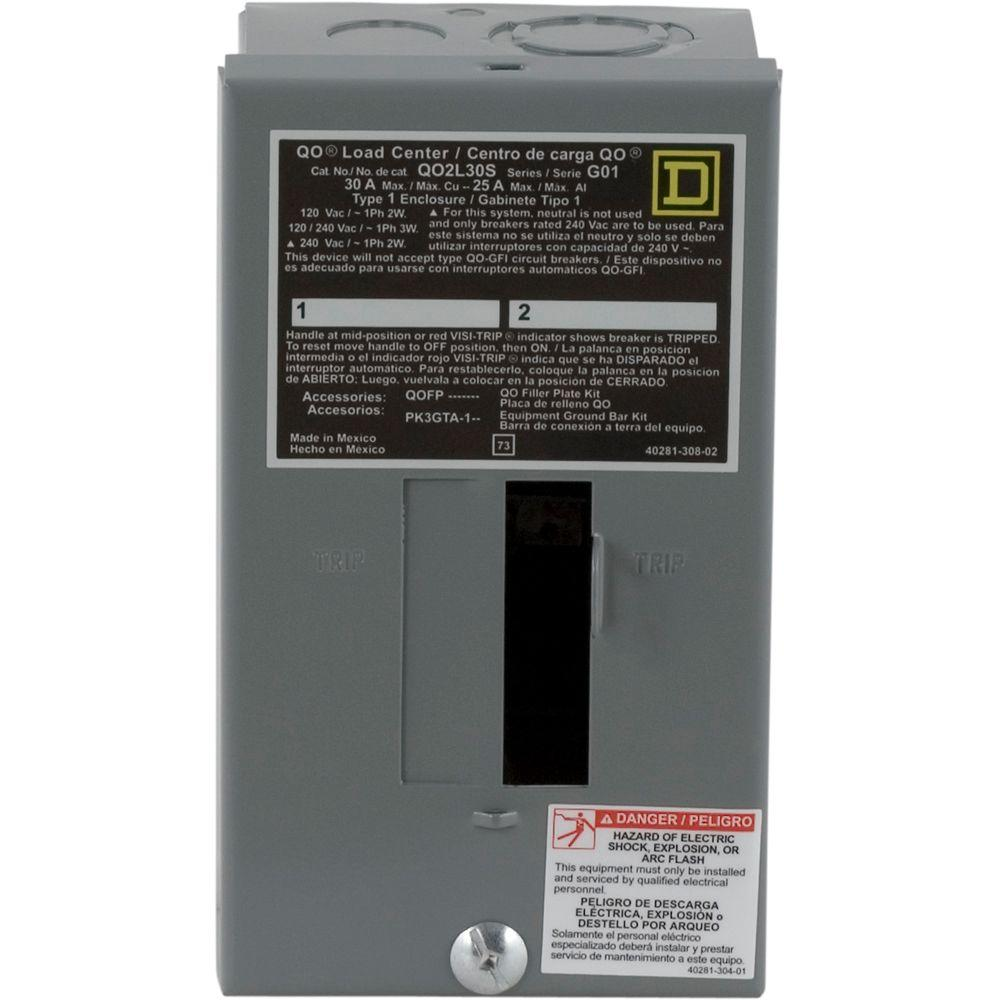 QO® Load Center / Centro de carga QO®
Cat. No./ No. de cat. QO2L30S Series / Serie G01
30 A Max. / Máx. Cu -- 25 A Max. / Máx. Al
Type 1 Enclosure / Gabinete Tipo 1
D
120 Vac / ~ 1Ph 2W.
120 / 240 Vac / ~ 1Ph 3W.
▲ 240 Vac / ~ 1Ph 2W.
▲ For this system, neutral is not used
and only breakers rated 240 Vac are to be used. Para
este sistema no se utiliza el neutro y solo se deben
utilizar interruptores con capacidad de 240 V ~.
This device will not accept type QO-GFI circuit breakers. / Este dispositivo no
es adecuado para usarse con interruptores automáticos QO-GFI.
1 2
Handle at mid-position or red VISI-TRIP® indicator shows breaker is TRIPPED.
To reset move handle to OFF position, then ON. / La palanca en posición
intermedia o el indicador rojo VISI-TRIP® indica que se ha DISPARADO el
interruptor automático. Para restablecerlo, coloque la palanca en la posición
de ABIERTO; Luego, vuelvala a colocar en la posición de CERRADO.
Accessories:
Accesorios:
QOFP ------- QO Filler Plate Kit
Placa de relleno QO
PK3GTA-1-- Equipment Ground Bar Kit
Barra de conexión a terra del equipo.
Made in Mexico
Hecho en México
73
40281-308-02
TRIP TRIP
⚠ DANGER / PELIGRO
HAZARD OF ELECTRIC
SHOCK, EXPLOSION, OR
ARC FLASH
This equipment must only be installed
and serviced by qualified electrical
personnel.
PELIGRO DE DESCARGA
ELÉCTRICA, EXPLOSIÓN o
DESTELLO POR ARQUEO
Solamente el personal eléctrico
especializado deberá instalar y prestar
servicio de mantenimiento a este equipo.
40281-304-01